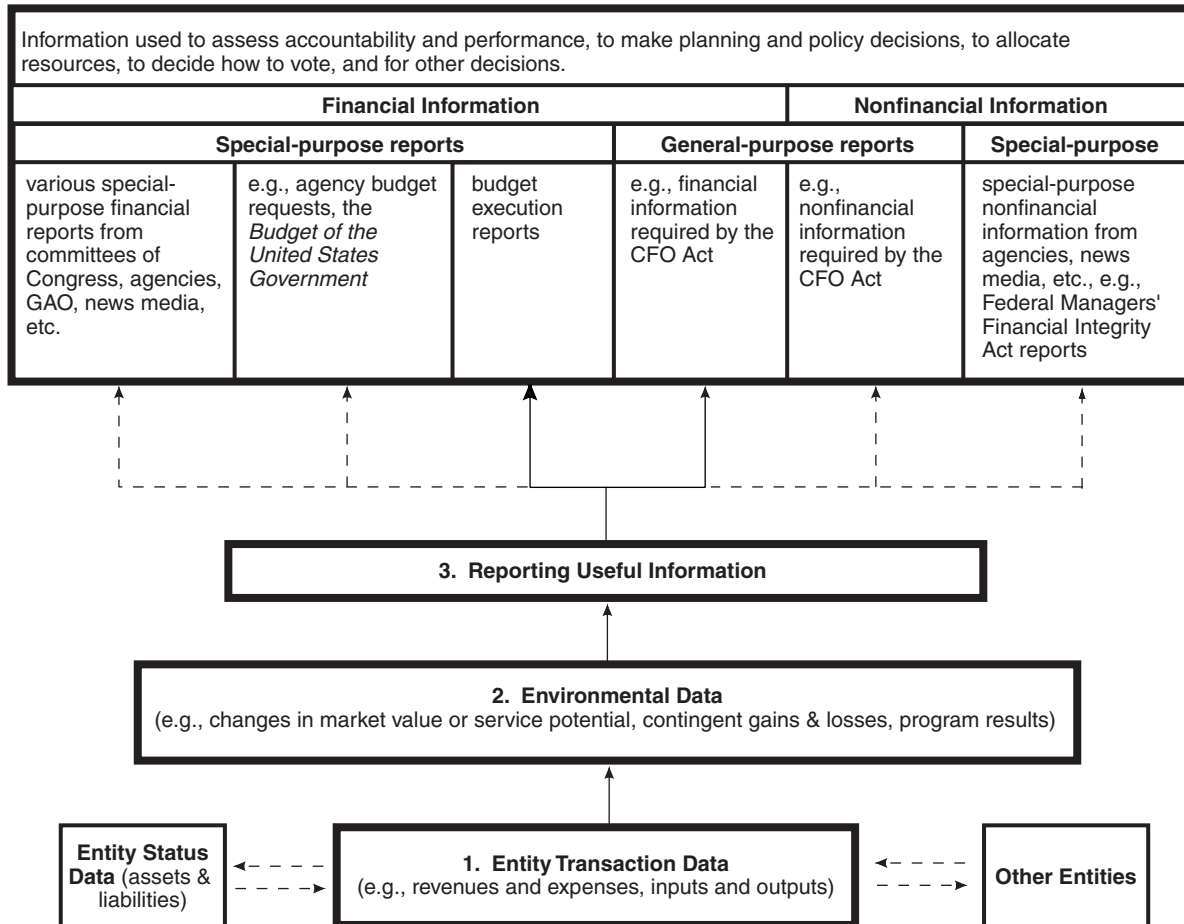 Information used to assess accountability and performance, to make planning and policy decisions, to allocate
resources, to decide how to vote, and for other decisions.
Financial Information
Nonfinancial Information
Special-purpose reports
General-purpose reports
Special-purpose
various special-
purpose financial
reports from
committees of
Congress, agencies,
GAO, news media,
etc.
e.g., agency budget
requests, the
Budget of the
United States
Government
budget
execution
reports
e.g., financial
information
required by the
CFO Act
e.g.,
nonfinancial
information
required by the
CFO Act
special-purpose
nonfinancial
information from
agencies, news
media, etc., e.g.,
Federal Managers'
Financial Integrity
Act reports
3. Reporting Useful Information
2. Environmental Data
(e.g., changes in market value or service potential, contingent gains & losses, program results)
Entity Status
Data (assets &
liabilities)
1. Entity Transaction Data
(e.g., revenues and expenses, inputs and outputs)
Other Entities